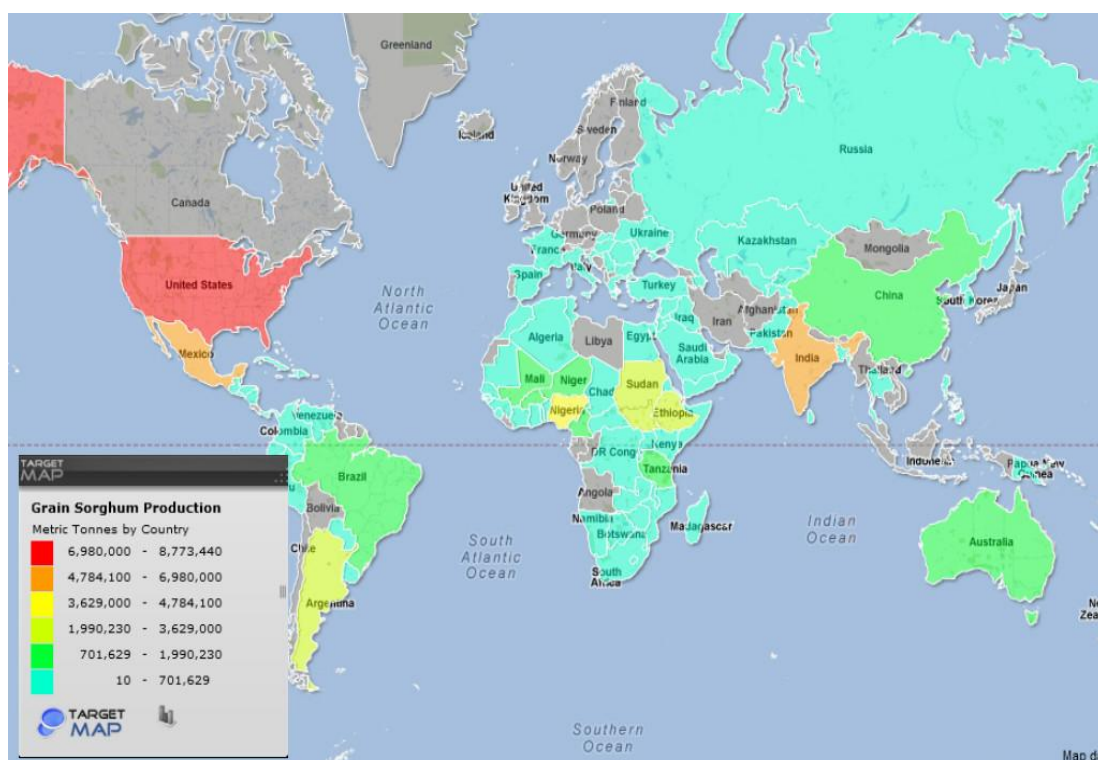 Greenland
Iceland
Finland
Sweden
Norway
Russia
United
Kingdom
Canada
Poland
Germany
Ukraine
France
Kazakhstan
Mongolia
Italy
Spain
Turkey
United States
North
Atlantic
Ocean
China
Japan
South Korea
Afghanistan
Iraq
Iran
Algeria
Libya
Egypt
Pakistan
Saudi
Arabia
Mexico
India
Mali
Niger
Chad
Sudan
Thailand
Nigeria
Ethiopia
Venezuela
Colombia
DR Cong
Kenya
Indonesia
Papua New
Guinea
Tanzania
Brazil
Angola
Bolivia
Namibia
Botswana
Madagascar
Indian
Ocean
Chile
South
Atlantic
Ocean
Australia
South
Africa
Argentina
Ne
Zea
Southern
Ocean
Map da
TARGET
MAP
Grain Sorghum Production
Metric Tonnes by Country
6,980,000 - 8,773,440
4,784,100 - 6,980,000
3,629,000 - 4,784,100
1,990,230 - 3,629,000
701,629 - 1,990,230
10 - 701,629
TARGET
MAP